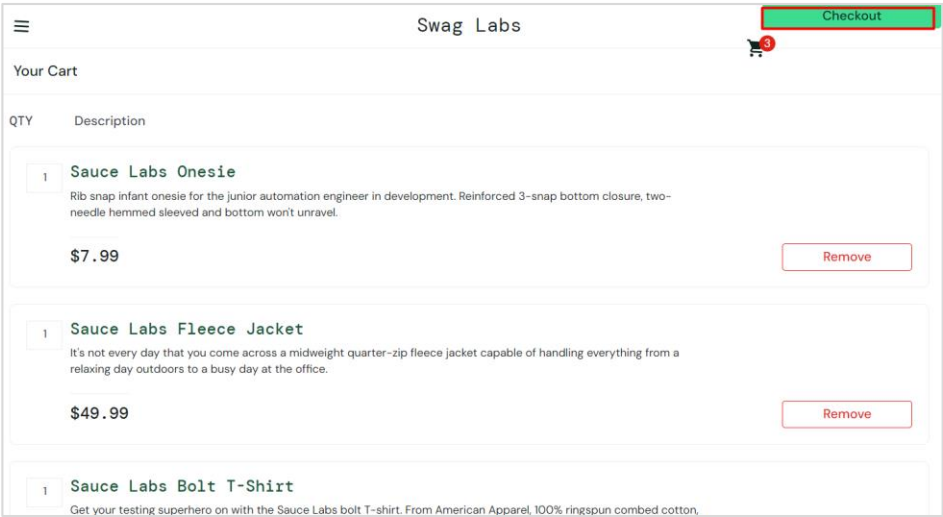 Swag Labs
Checkout
3
Your Cart
QTY Description
1
Sauce Labs Onesie
Rib snap infant onesie for the junior automation engineer in development. Reinforced 3-snap bottom closure, two-
needle hemmed sleeved and bottom won't unravel.
$7.99
Remove
1
Sauce Labs Fleece Jacket
It's not every day that you come across a midweight quarter-zip fleece jacket capable of handling everything from a
relaxing day outdoors to a busy day at the office.
$49.99
Remove
1
Sauce Labs Bolt T-Shirt
Get your testing superhero on with the Sauce Labs bolt T-shirt. From American Apparel, 100% ringspun combed cotton,